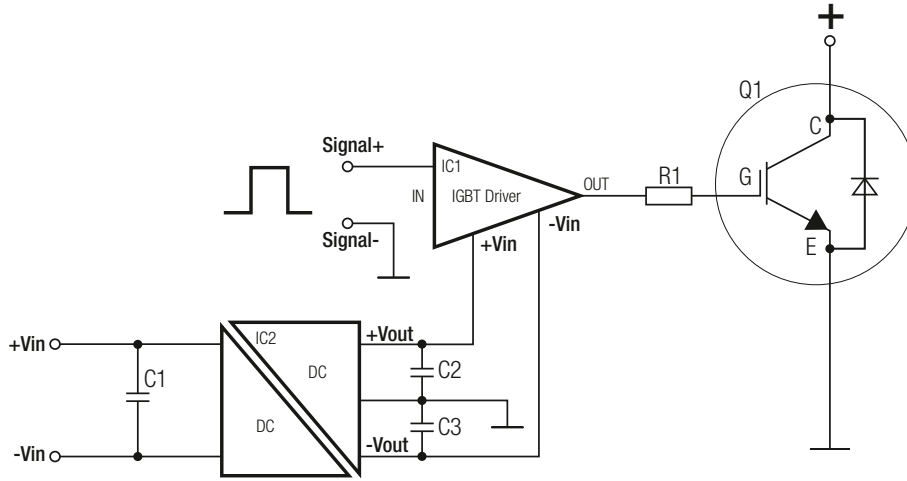 +
Q1
C
Signal+
IC1
IN
IGBT Driver
OUT
R1
G
-Vin
Signal-
+Vin
E
IC2
+Vin
+Vout
DC
C1
C2
DC
C3
-Vin
-Vout